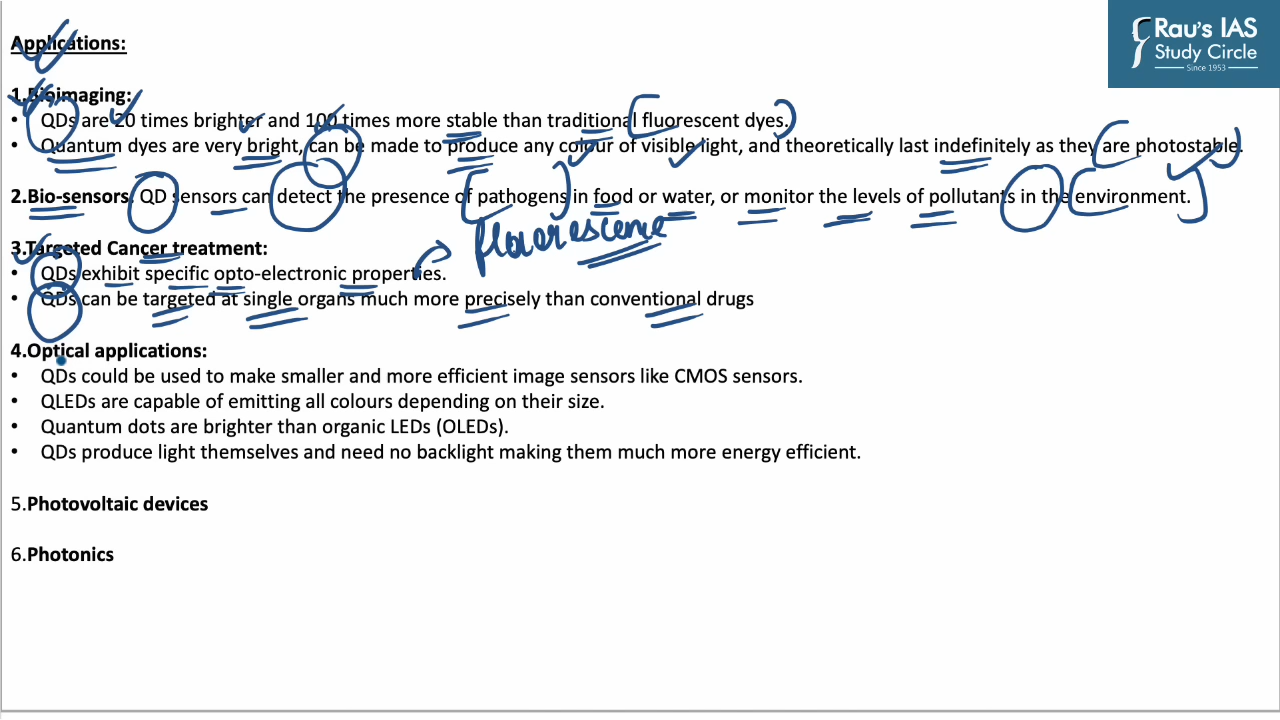 Rau's IAS
Study Circle
Since 1953
Applications:
1.Bioimaging:
• QDs are 20 times brighter and 100 times more stable than traditional fluorescent dyes.
• Quantum dyes are very bright, can be made to produce any colour of visible light, and theoretically last indefinitely as they are photostable.
2.Bio-sensors: QD sensors can detect the presence of pathogens in food or water, or monitor the levels of pollutants in the environment.
fluorescence
3.Targeted Cancer treatment:
• QDs exhibit specific opto-electronic properties.
• QDs can be targeted at single organs much more precisely than conventional drugs
4.Optical applications:
• QDs could be used to make smaller and more efficient image sensors like CMOS sensors.
• QLEDs are capable of emitting all colours depending on their size.
• Quantum dots are brighter than organic LEDs (OLEDs).
• QDs produce light themselves and need no backlight making them much more energy efficient.
5.Photovoltaic devices
6.Photonics